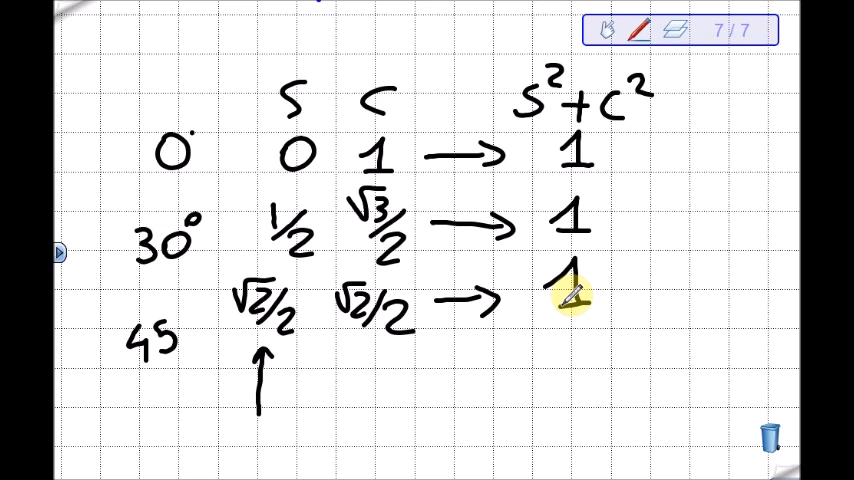 7 / 7
S C S²+C²
0° 0 1 → 1
30° 1/2 √3/2 → 1
45 √2/2 √2/2 → 1
↑